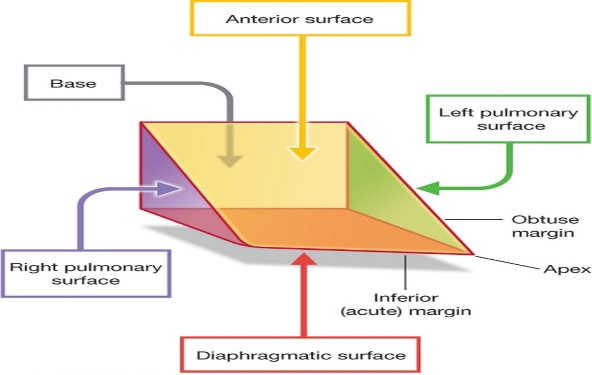 Anterior surface
Base
Left pulmonary
surface
Obtuse
margin
Right pulmonary
surface
Apex
Inferior
(acute) margin
Diaphragmatic surface